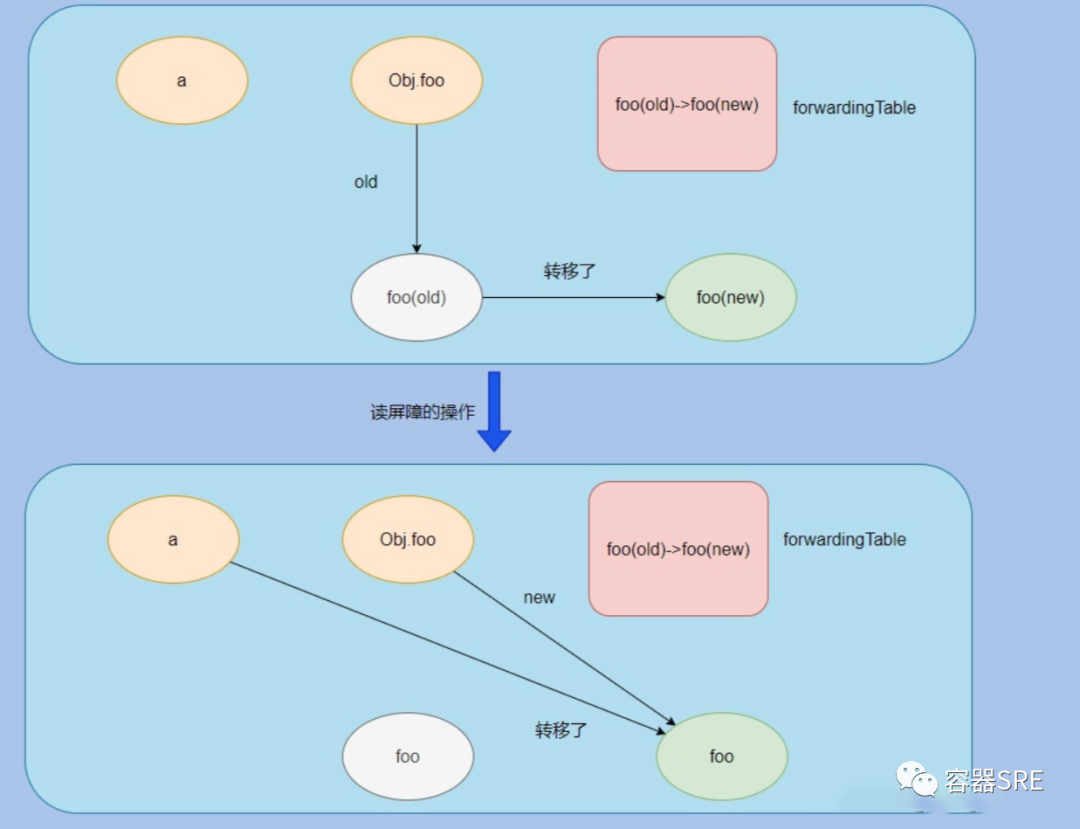 a
Obj.foo
foo(old)->foo(new)
forwardingTable
old
转移了
foo(old)
foo(new)
读屏障的操作
a
Obj.foo
foo(old)->foo(new)
forwardingTable
new
转移了
foo
foo
容器SRE